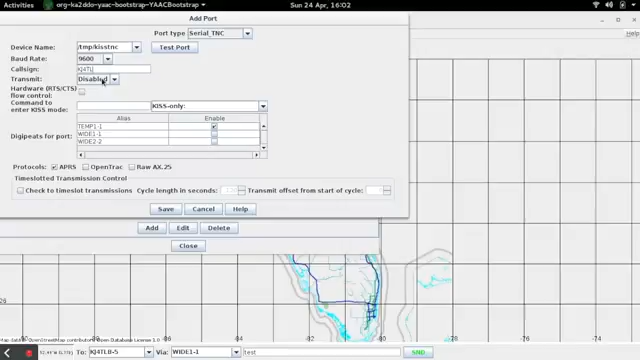 org-ka2ddo-yaac-bootstrap-YAACBootstrap ▾
Sun 24 Apr, 16:02
Add Port
Port type Serial_TNC
Device Name: /tmp/kisstnc Test Port
Baud Rate: 9600
Callsign: KJ4TLB
Transmit: Disabled
Hardware (RTS/CTS)
flow control:
Command to
enter KISS mode: KISS-only:
Alias Enable
TEMP1-1
WIDE1-1
WIDE2-2
Digipeats for port:
Protocols: APRS OpenTrac Raw AX.25
Timeslotted Transmission Control
Check to timeslot transmissions Cycle length in seconds: Transmit offset from start of cycle:
Save Cancel Help
Add Edit Delete
Close
26
-84 -82 -80 -78 -76 -74 -72
To: KJ4TLB-5 Via: WIDE1-1 test SND